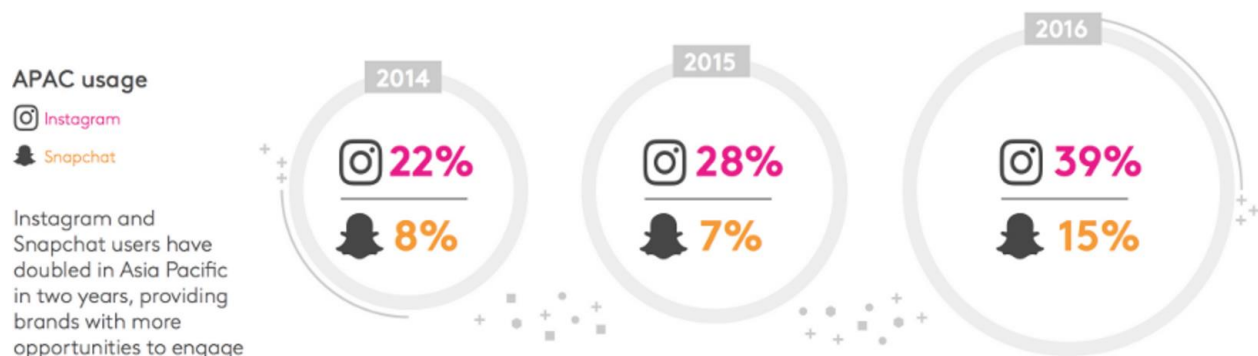 APAC usage
Instagram
Snapchat
Instagram and
Snapchat users have
doubled in Asia Pacific
in two years, providing
brands with more
opportunities to engage
2014
22%
8%
2015
28%
7%
2016
39%
15%